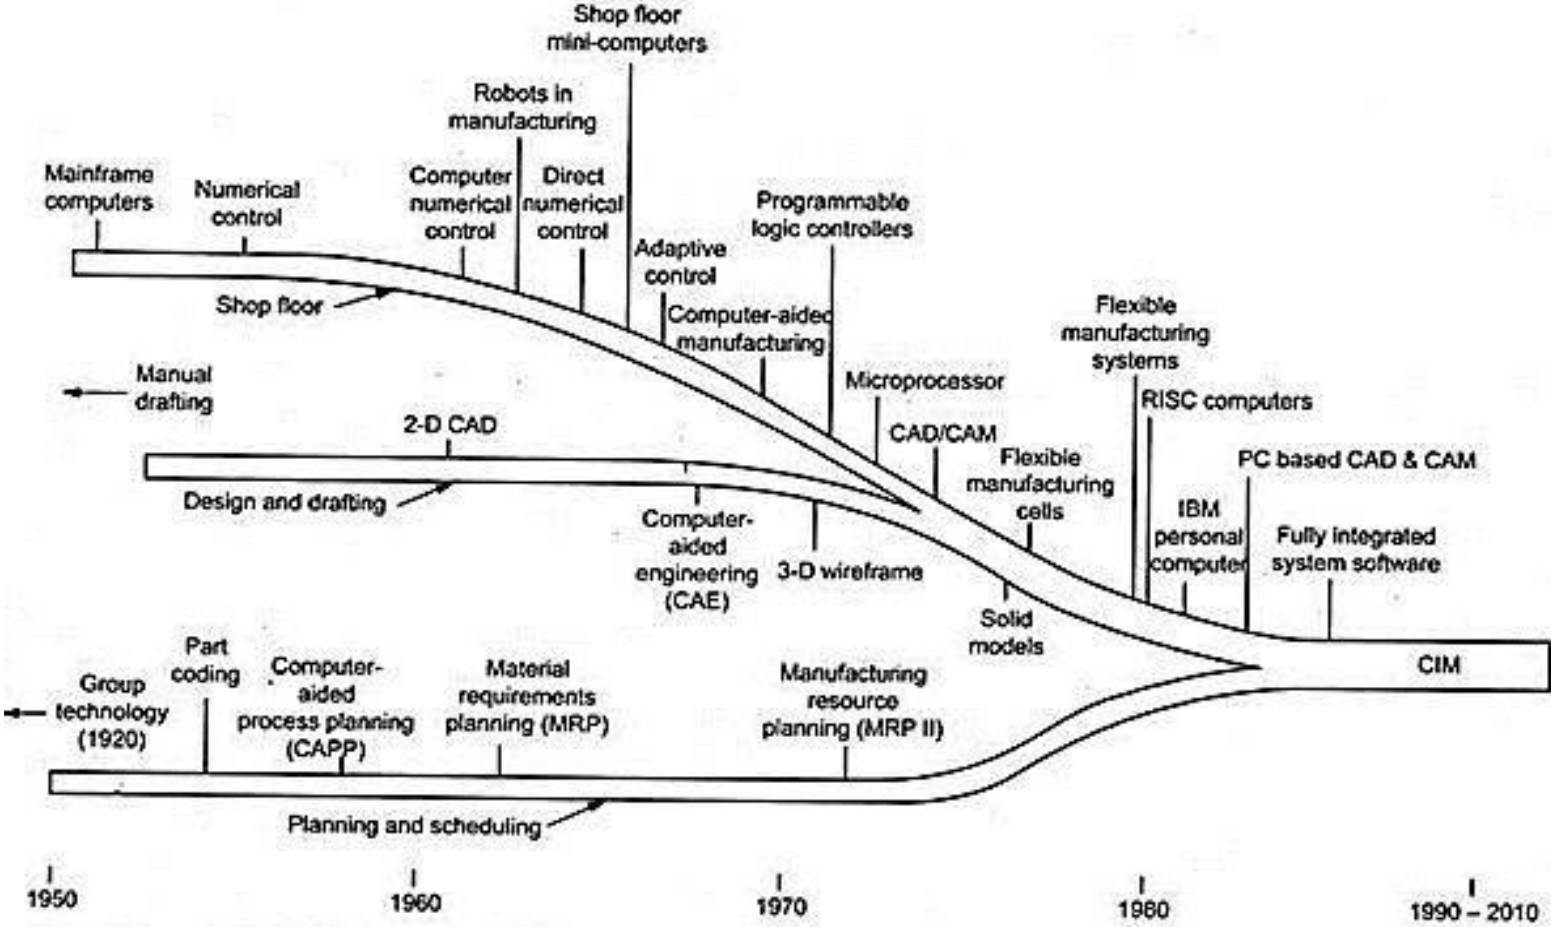 Shop floor
mini-computers
Robots in
manufacturing
Mainframe
computers
Numerical
control
Computer
numerical
control
Direct
numerical
control
Adaptive
control
Programmable
logic controllers
Computer-aided
manufacturing
Shop floor
Manual
drafting
Microprocessor
CAD/CAM
Flexible
manufacturing
systems
RISC computers
2-D CAD
Design and drafting
Flexible
manufacturing
cells
PC based CAD & CAM
IBM
personal
computer
Fully integrated
system software
Computer-
aided
engineering
(CAE)
3-D wireframe
Solid
models
CIM
Group
technology
(1920)
Part
coding
Computer-
aided
process planning
(CAPP)
Material
requirements
planning (MRP)
Manufacturing
resource
planning (MRP II)
Planning and scheduling
1950
1960
1970
1980
1990 – 2010